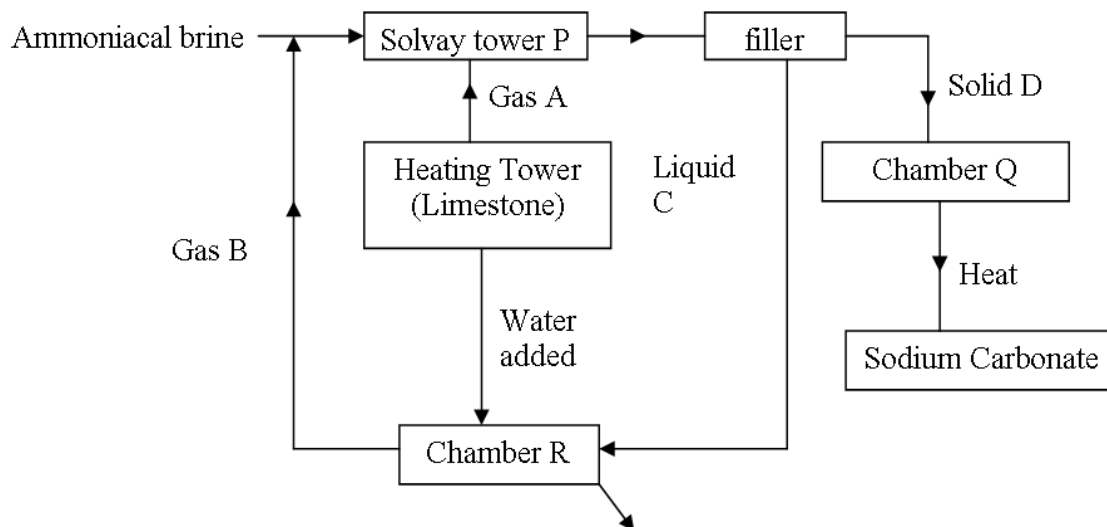 Ammoniacal brine
Solvay tower P
filler
Gas A
Solid D
Heating Tower
(Limestone)
Liquid
C
Chamber Q
Gas B
Heat
Water
added
Sodium Carbonate
Chamber R